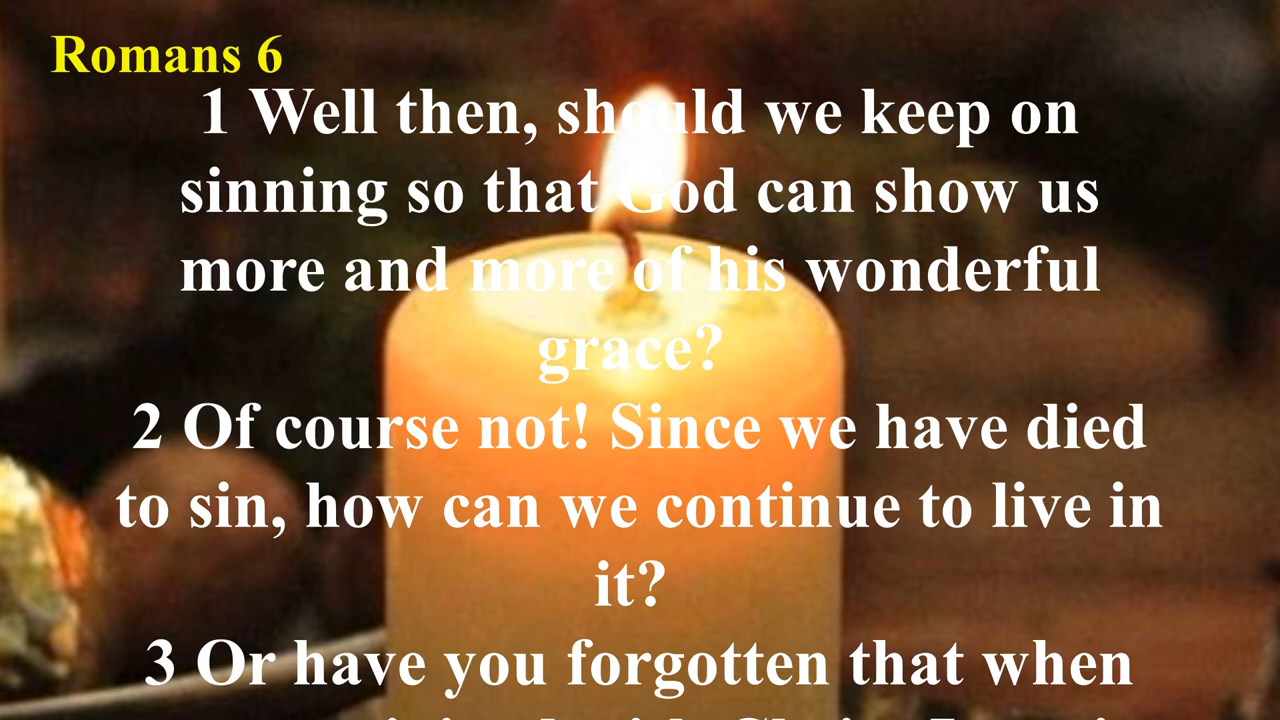 Romans 6
1 Well then, should we keep on
sinning so that God can show us
more and more of his wonderful
grace?
2 Of course not! Since we have died
to sin, how can we continue to live in
it?
3 Or have you forgotten that when